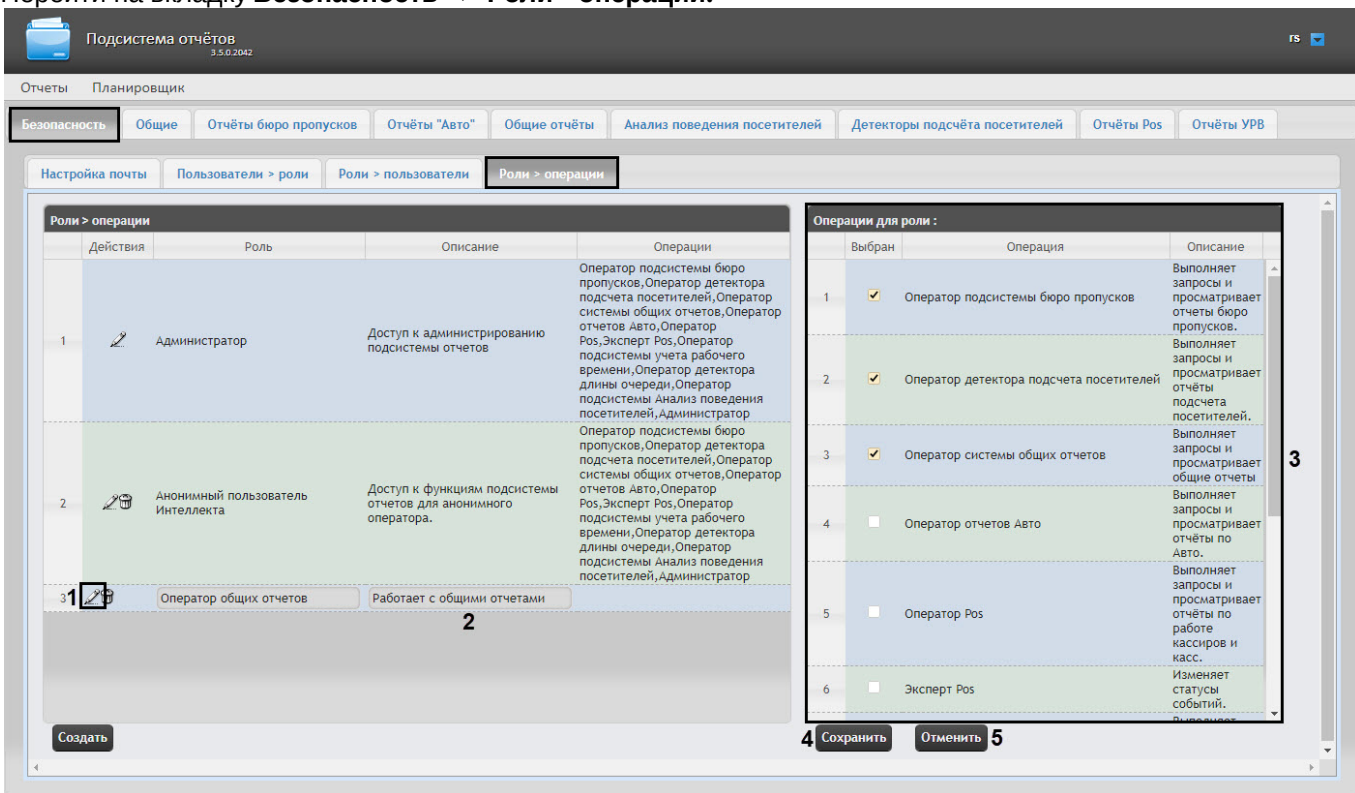 Перейти на вкладку Безопасность -> Роли - операции.
Подсистема отчётов
3.5.0.2042
rs
Отчеты Планировщик
Безопасность Общие Отчёты бюро пропусков Отчёты "Авто" Общие отчёты Анализ поведения посетителей Детекторы подсчёта посетителей Отчёты Pos Отчёты УРВ
Настройка почты Пользователи > роли Роли > пользователи Роли > операции
Роли > операции
Действия Роль Описание Операции
1 Администратор
Доступ к администрированию
подсистемы отчетов
Оператор подсистемы бюро
пропусков,Оператор детектора
подсчета посетителей,Оператор
системы общих отчетов,Оператор
отчетов Авто,Оператор
Pos,Эксперт Pos,Оператор
подсистемы учета рабочего
времени,Оператор детектора
длины очереди,Оператор
подсистемы Анализ поведения
посетителей,Администратор
2 Анонимный пользователь
Интеллекта
Доступ к функциям подсистемы
отчетов для анонимного
оператора.
Оператор подсистемы бюро
пропусков,Оператор детектора
подсчета посетителей,Оператор
системы общих отчетов,Оператор
отчетов Авто,Оператор
Pos,Эксперт Pos,Оператор
подсистемы учета рабочего
времени,Оператор детектора
длины очереди,Оператор
подсистемы Анализ поведения
посетителей,Администратор
3 1 Оператор общих отчетов Работает с общими отчетами
2
Создать
Операции для роли :
Выбран Операция Описание
1 Оператор подсистемы бюро пропусков
Выполняет
запросы и
просматривает
отчеты бюро
пропусков.
2 Оператор детектора подсчета посетителей
Выполняет
запросы и
просматривает
отчёты
подсчета
посетителей.
3 Оператор системы общих отчетов
Выполняет
запросы и
просматривает
общие отчеты
3
4 Оператор отчетов Авто
Выполняет
запросы и
просматривает
отчёты по
Авто.
5 Оператор Pos
Выполняет
запросы и
просматривает
отчёты по
работе
кассиров и
касс.
6 Эксперт Pos
Изменяет
статусы
событий.
4 Сохранить Отменить 5